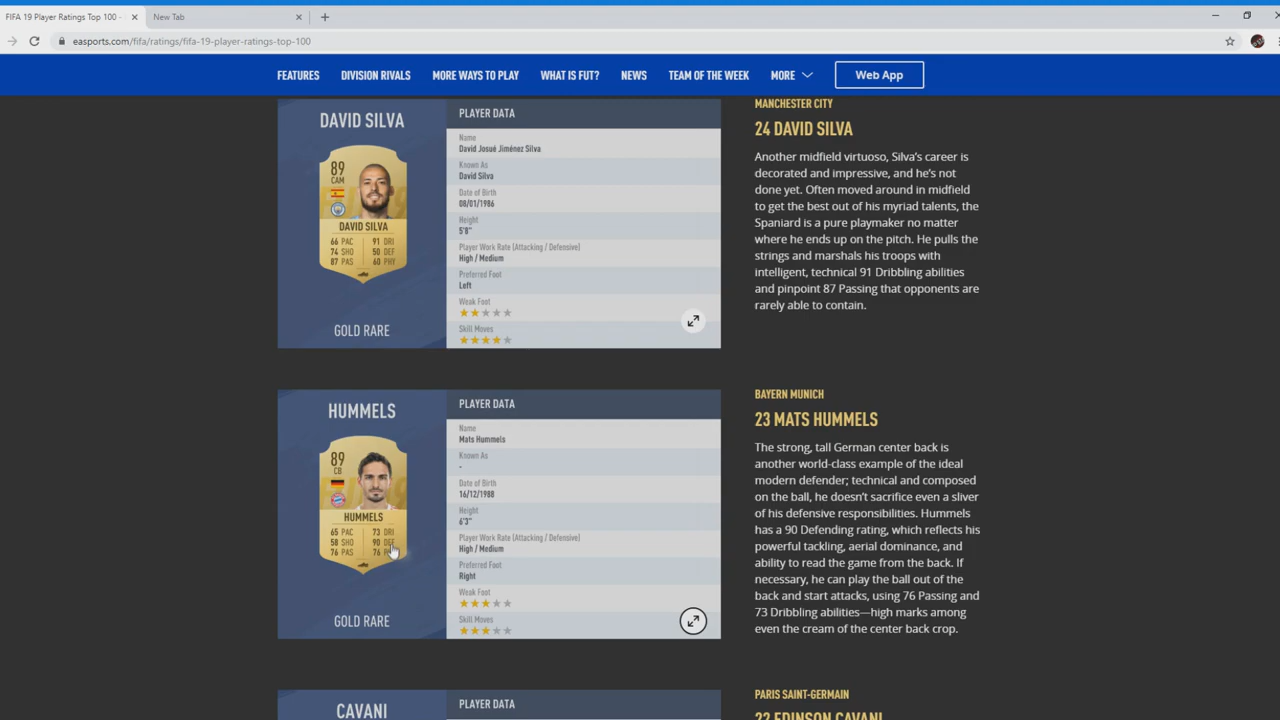 FIFA 19 Player Ratings Top 100 -
New Tab
easports.com/fifa/ratings/fifa-19-player-ratings-top-100
FEATURES
DIVISION RIVALS
MORE WAYS TO PLAY
WHAT IS FUT?
NEWS
TEAM OF THE WEEK
MORE
Web App
DAVID SILVA
89
CAM
DAVID SILVA
66 PAC 91 DRI
74 SHO 50 DEF
87 PAS 60 PHY
GOLD RARE
PLAYER DATA
Name
David Josué Jiménez Silva
Known As
David Silva
Date of Birth
08/01/1986
Height
5'8"
Player Work Rate (Attacking / Defensive)
High / Medium
Preferred Foot
Left
Weak Foot
Skill Moves
MANCHESTER CITY
24 DAVID SILVA
Another midfield virtuoso, Silva's career is
decorated and impressive, and he's not
done yet. Often moved around in midfield
to get the best out of his myriad talents, the
Spaniard is a pure playmaker no matter
where he ends up on the pitch. He pulls the
strings and marshals his troops with
intelligent, technical 91 Dribbling abilities
and pinpoint 87 Passing that opponents are
rarely able to contain.
HUMMELS
89
CB
HUMMELS
65 PAC 73 DRI
58 SHO 90 DEF
76 PAS 76
GOLD RARE
PLAYER DATA
Name
Mats Hummels
Known As
-
Date of Birth
16/12/1988
Height
6'3"
Player Work Rate (Attacking / Defensive)
High / Medium
Preferred Foot
Right
Weak Foot
Skill Moves
BAYERN MUNICH
23 MATS HUMMELS
The strong, tall German center back is
another world-class example of the ideal
modern defender; technical and composed
on the ball, he doesn't sacrifice even a sliver
of his defensive responsibilities. Hummels
has a 90 Defending rating, which reflects his
powerful tackling, aerial dominance, and
ability to read the game from the back. If
necessary, he can play the ball out of the
back and start attacks, using 76 Passing and
73 Dribbling abilities—high marks among
even the cream of the center back crop.
CAVANI
PLAYER DATA
PARIS SAINT-GERMAIN
22 EDINSON CAVANI